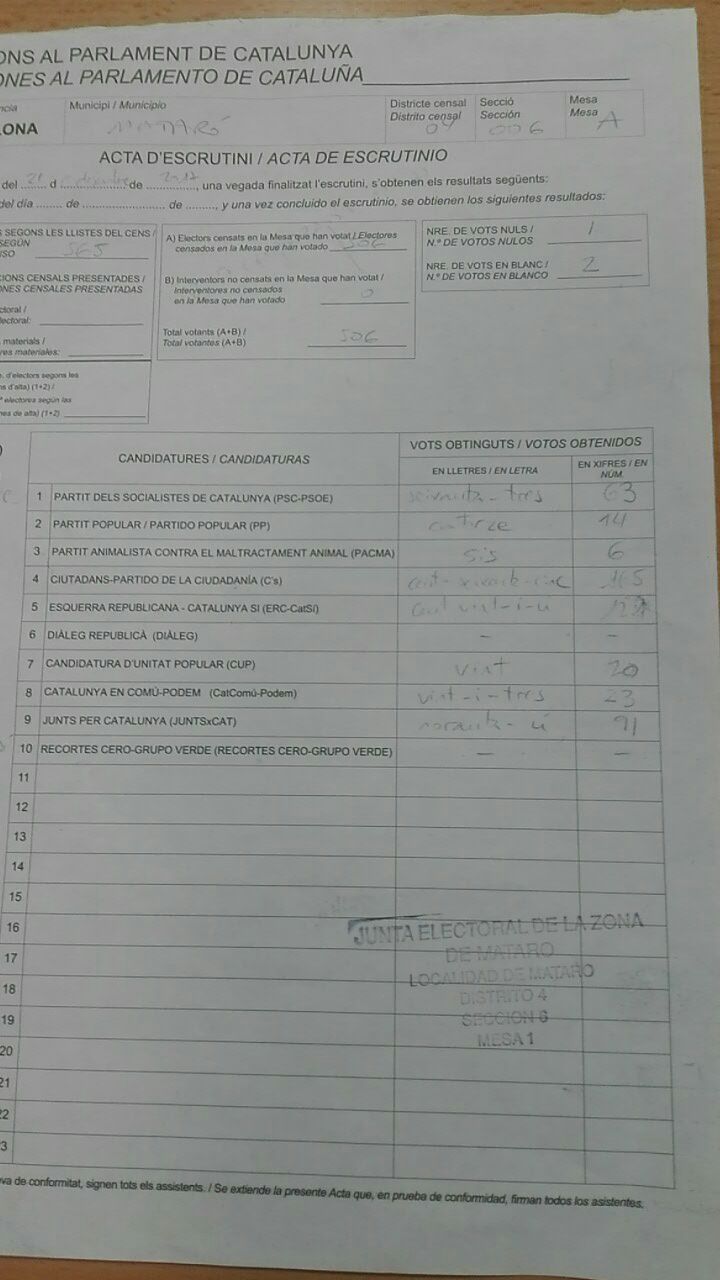 ONS AL PARLAMENT DE CATALUNYA
ONES AL PARLAMENTO DE CATALUÑA
ncia
ONA
Municipi / Municipio
MATARÓ
Districte censal
Distrito censal
04
Secció
Sección
006
Mesa
Mesa
A
ACTA D'ESCRUTINI / ACTA DE ESCRUTINIO
del 21 d desembre de 2017, una vegada finalitzat l'escrutini, s'obtenen els resultats següents:
del día ........ de ........................ de ........, y una vez concluido el escrutinio, se obtienen los siguientes resultados:
S SEGONS LES LLISTES DEL CENS /
SEGÚN
NSO 565
CIONS CENSALS PRESENTADES /
ONES CENSALES PRESENTADAS
ctoral /
lectoral:
materials /
res materiales:
e. d'electors segons les
s d'alta) (1+2) /
º electores según las
nes de alta) (1+2)
A) Electors censats en la Mesa que han votat / Electores
censados en la Mesa que han votado 506
B) Interventors no censats en la Mesa que han votat /
Interventores no censados
en la Mesa que han votado 0
Total votants (A+B) /
Total votantes (A+B) 506
NRE. DE VOTS NULS /
N.º DE VOTOS NULOS 1
NRE. DE VOTS EN BLANC /
N.º DE VOTOS EN BLANCO 2
CANDIDATURES / CANDIDATURAS
VOTS OBTINGUTS / VOTOS OBTENIDOS
EN LLETRES / EN LETRA
EN XIFRES / EN
NÚM.
1 PARTIT DELS SOCIALISTES DE CATALUNYA (PSC-PSOE) seixanta-tres 63
2 PARTIT POPULAR / PARTIDO POPULAR (PP) catorze 14
3 PARTIT ANIMALISTA CONTRA EL MALTRACTAMENT ANIMAL (PACMA) sis 6
4 CIUTADANS-PARTIDO DE LA CIUDADANÍA (C's) cent-xixanta-cinc 165
5 ESQUERRA REPUBLICANA - CATALUNYA SI (ERC-CatSí) cent vint-i-u 121
6 DIÀLEG REPUBLICÀ (DIÀLEG) - -
7 CANDIDATURA D'UNITAT POPULAR (CUP) vint 20
8 CATALUNYA EN COMÚ-PODEM (CatComú-Podem) vint-i-tres 23
9 JUNTS PER CATALUNYA (JUNTSxCAT) noranta-ú 91
10 RECORTES CERO-GRUPO VERDE (RECORTES CERO-GRUPO VERDE) - -
11
12
13
14
15
16
17
18
19
20
21
22
3
JUNTA ELECTORAL DE LA ZONA
DE MATARO
LOCALIDAD DE MATARO
DISTRITO 4
SECCION 6
MESA 1
va de conformitat, signen tots els assistents. / Se extiende la presente Acta que, en prueba de conformidad, firman todos los asistentes.